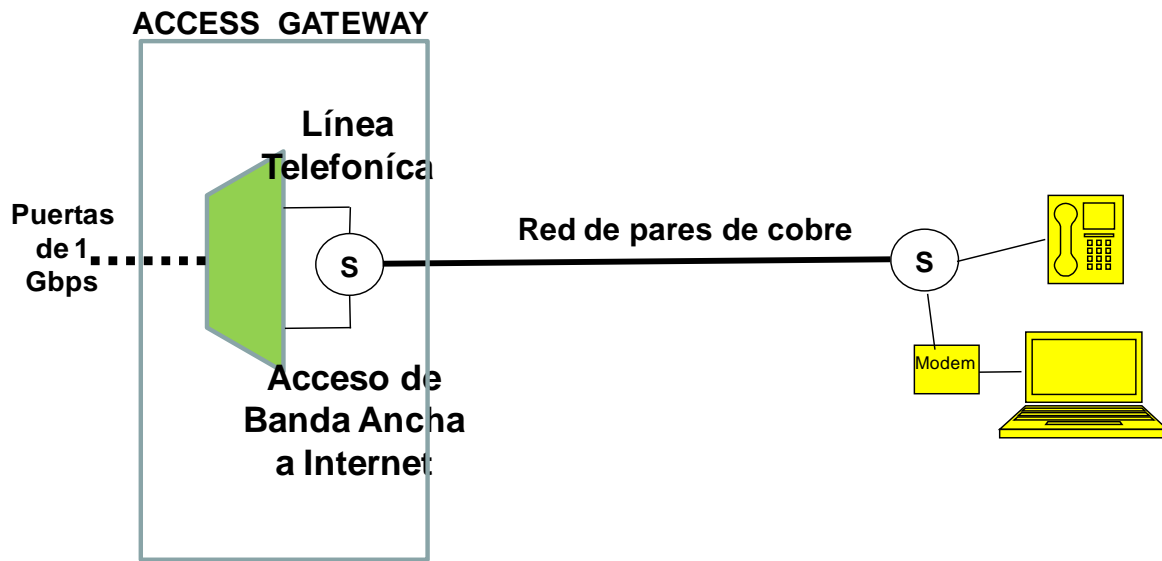 ACCESS GATEWAY
Línea
Telefoníca
Puertas
de 1
Gbps
S
Red de pares de cobre
S
Modem
Acceso de
Banda Ancha
a Internet